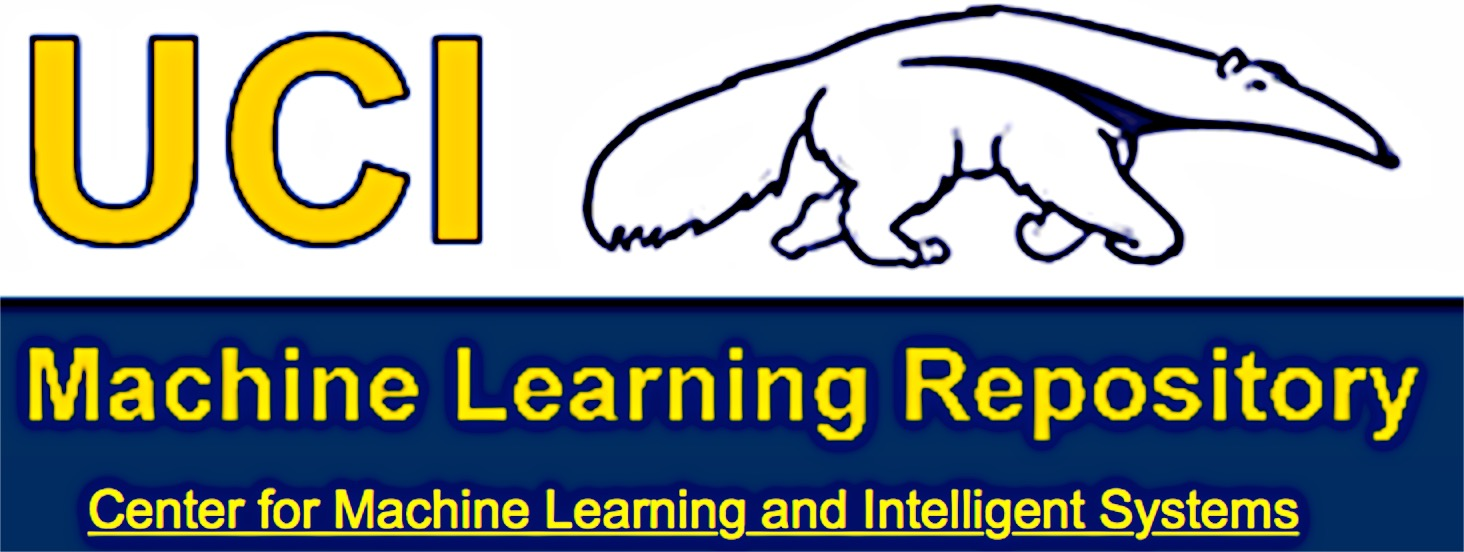 UCI
Machine Learning Repository
Center for Machine Learning and Intelligent Systems